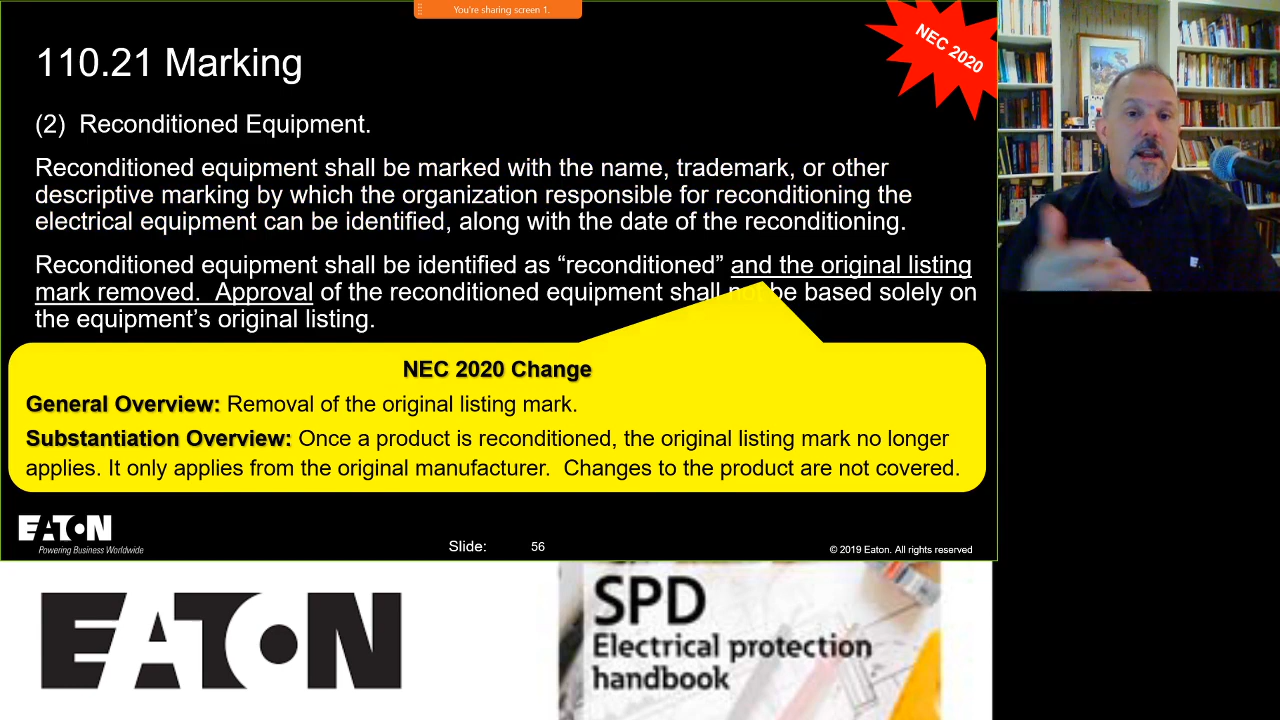 You're sharing screen 1.
NEC 2020
110.21 Marking
(2)  Reconditioned Equipment.
Reconditioned equipment shall be marked with the name, trademark, or other
descriptive marking by which the organization responsible for reconditioning the
electrical equipment can be identified, along with the date of the reconditioning.
Reconditioned equipment shall be identified as “reconditioned” and the original listing
mark removed.  Approval of the reconditioned equipment shall not be based solely on
the equipment’s original listing.
NEC 2020 Change
General Overview: Removal of the original listing mark.
Substantiation Overview: Once a product is reconditioned, the original listing mark no longer
applies. It only applies from the original manufacturer.  Changes to the product are not covered.
EATON
Powering Business Worldwide
Slide: 56
© 2019 Eaton. All rights reserved
EATON
SPD
Electrical protection
handbook